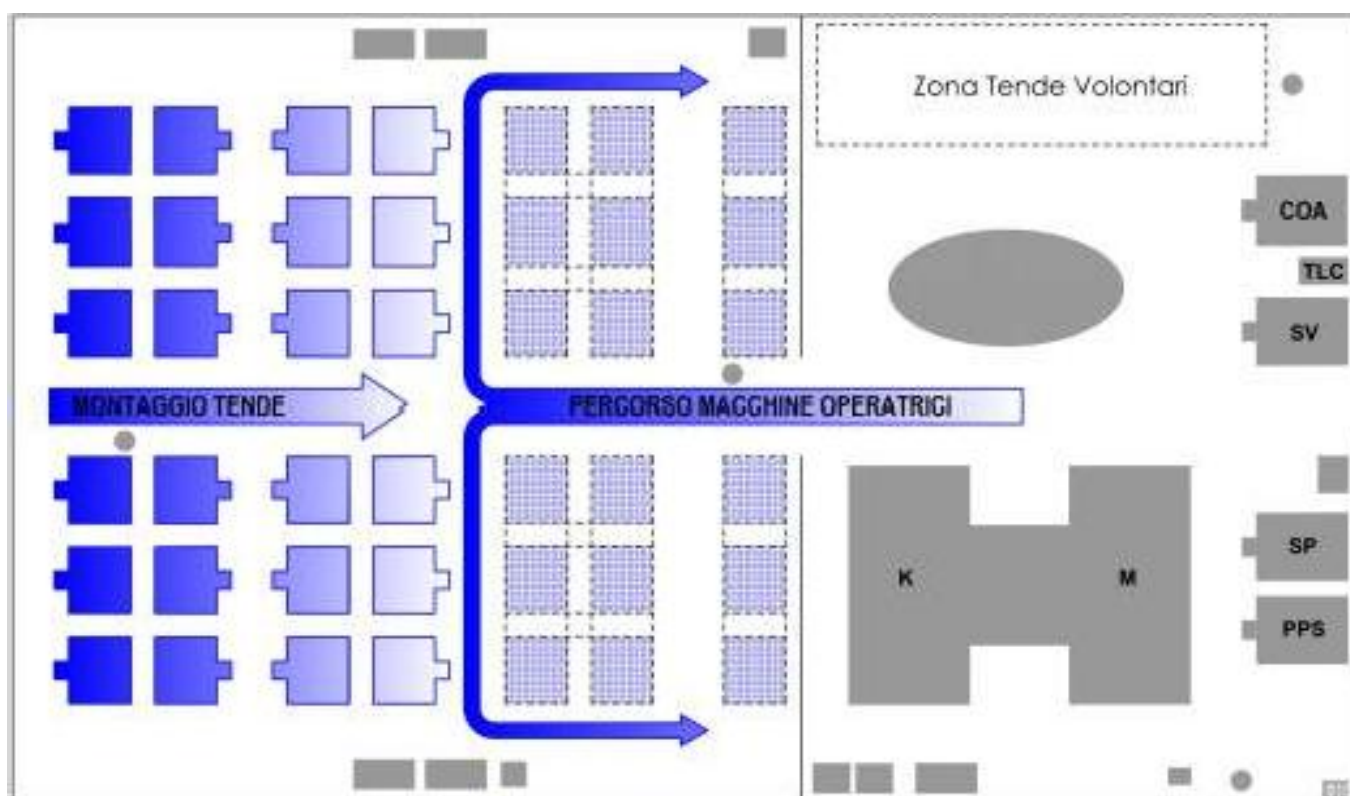 Zona Tende Volontari
COA
TLC
SV
MONTAGGIO TENDE
PERCORSO MACCHINE OPERATRICI
K
M
SP
PPS